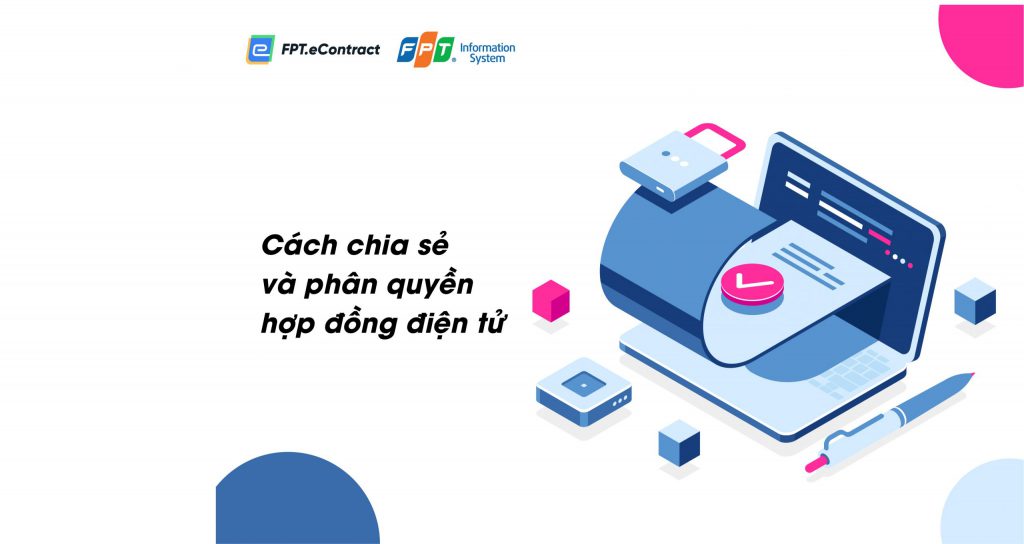 FPT.eContract
FPT Information
System
Cách chia sẻ
và phân quyền
hợp đồng điện tử